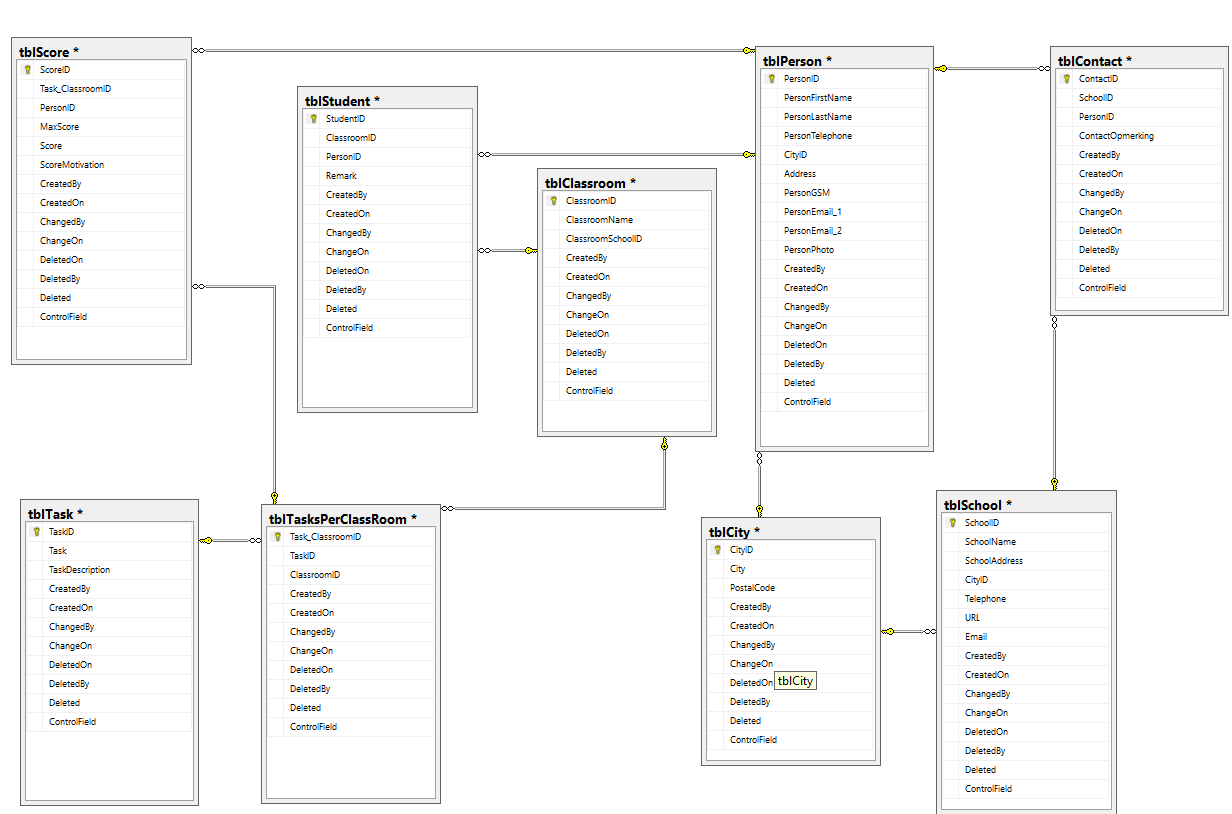 tblScore *
ScoreID
Task_ClassroomID
PersonID
MaxScore
Score
ScoreMotivation
CreatedBy
CreatedOn
ChangedBy
ChangeOn
DeletedOn
DeletedBy
Deleted
ControlField
tblStudent *
StudentID
ClassroomID
PersonID
Remark
CreatedBy
CreatedOn
ChangedBy
ChangeOn
DeletedOn
DeletedBy
Deleted
ControlField
tblClassroom *
ClassroomID
ClassroomName
ClassroomSchoolID
CreatedBy
CreatedOn
ChangedBy
ChangeOn
DeletedOn
DeletedBy
Deleted
ControlField
tblPerson *
PersonID
PersonFirstName
PersonLastName
PersonTelephone
CityID
Address
PersonGSM
PersonEmail_1
PersonEmail_2
PersonPhoto
CreatedBy
CreatedOn
ChangedBy
ChangeOn
DeletedOn
DeletedBy
Deleted
ControlField
tblContact *
ContactID
SchoolID
PersonID
ContactOpmerking
CreatedBy
CreatedOn
ChangedBy
ChangeOn
DeletedOn
DeletedBy
Deleted
ControlField
tblTask *
TaskID
Task
TaskDescription
CreatedBy
CreatedOn
ChangedBy
ChangeOn
DeletedOn
DeletedBy
Deleted
ControlField
tblTasksPerClassRoom *
Task_ClassroomID
TaskID
ClassroomID
CreatedBy
CreatedOn
ChangedBy
ChangeOn
DeletedOn
DeletedBy
Deleted
ControlField
tblCity *
CityID
City
PostalCode
CreatedBy
CreatedOn
ChangedBy
ChangeOn
DeletedOn
tblCity
DeletedBy
Deleted
ControlField
tblSchool *
SchoolID
SchoolName
SchoolAddress
CityID
Telephone
URL
Email
CreatedBy
CreatedOn
ChangedBy
ChangeOn
DeletedOn
DeletedBy
Deleted
ControlField